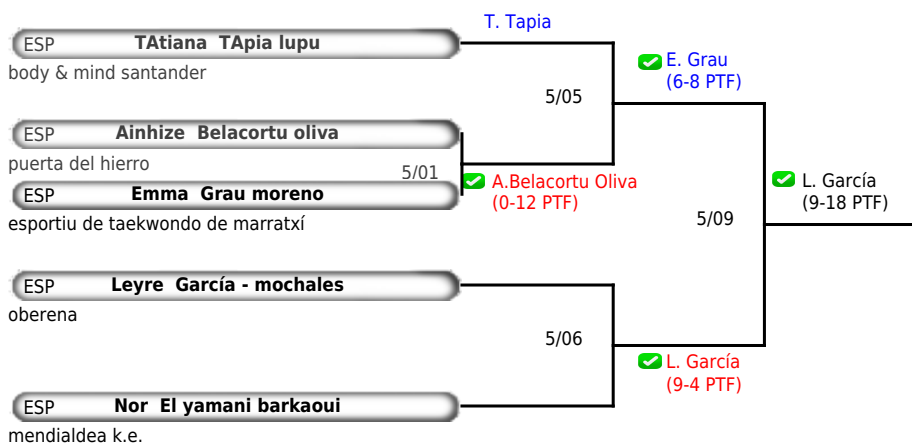 T. Tapia
ESP TAtiana TApia lupu
body & mind santander
E. Grau
(6-8 PTF)
5/05
ESP Ainhize Belacortu oliva
puerta del hierro
5/01
A.Belacortu Oliva
(0-12 PTF)
L. García
(9-18 PTF)
ESP Emma Grau moreno
esportiu de taekwondo de marratxí
5/09
ESP Leyre García - mochales
oberena
5/06
L. García
(9-4 PTF)
ESP Nor El yamani barkaoui
mendialdea k.e.